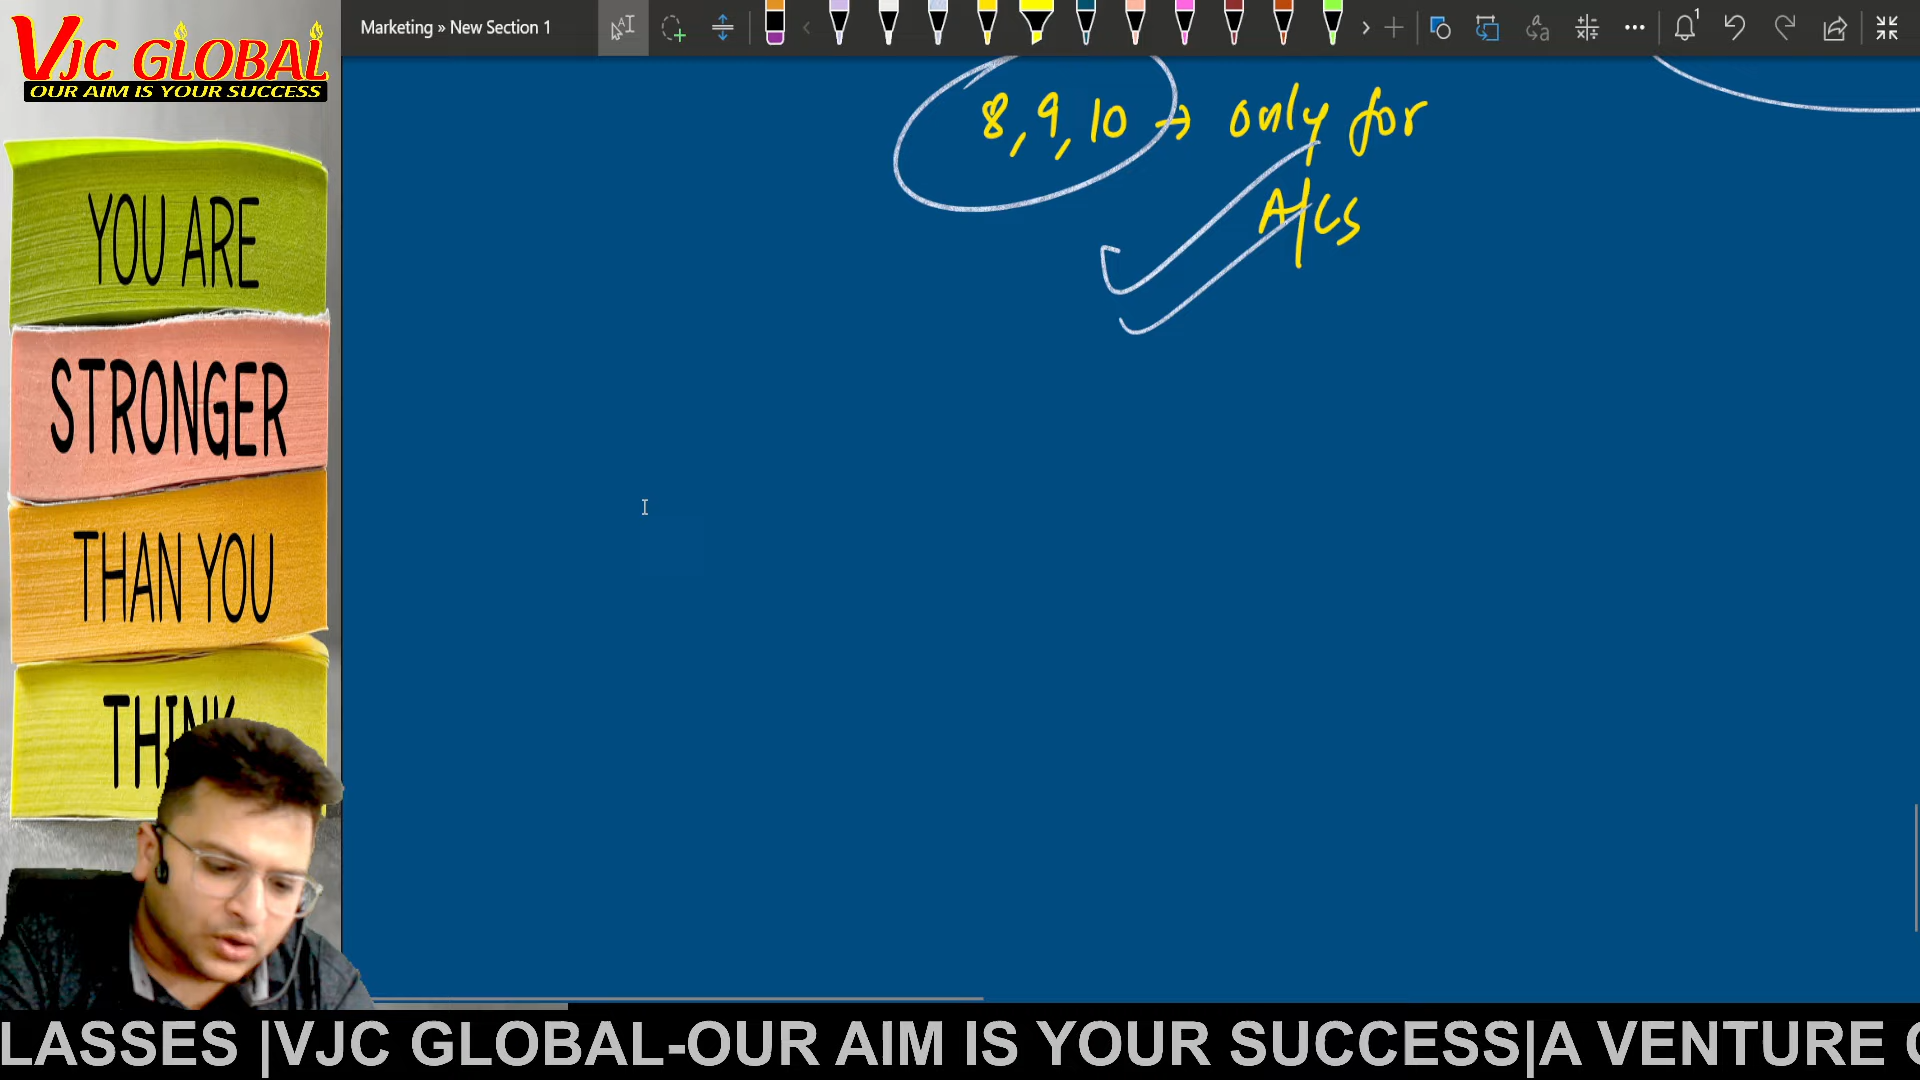 VJC GLOBAL
OUR AIM IS YOUR SUCCESS
Marketing » New Section 1
8, 9, 10 → only for
A/Cs
YOU ARE
STRONGER
THAN YOU
THINK
LASSES |VJC GLOBAL-OUR AIM IS YOUR SUCCESS|A VENTURE